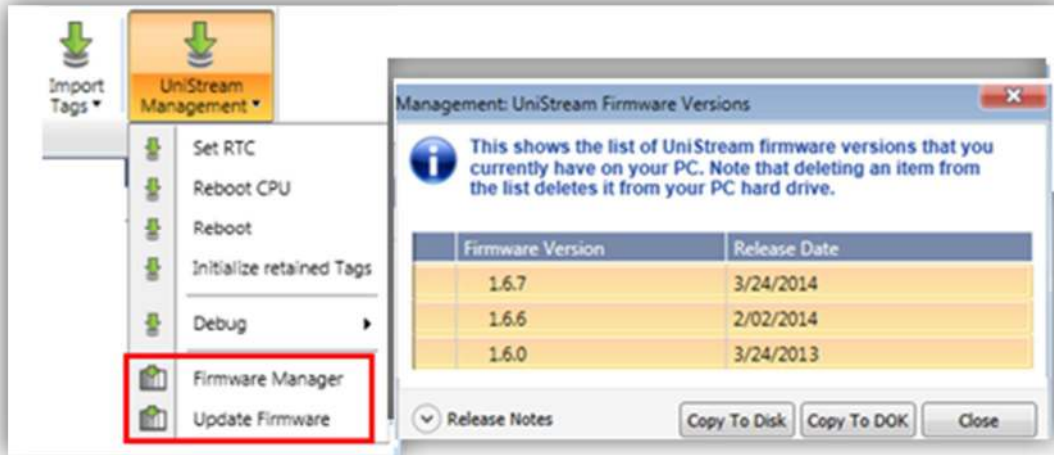 Import
Tags
UniStream
Management
Set RTC
Reboot CPU
Reboot
Initialize retained Tags
Debug
Firmware Manager
Update Firmware
Management: UniStream Firmware Versions
This shows the list of UniStream firmware versions that you
currently have on your PC. Note that deleting an item from
the list deletes it from your PC hard drive.
Firmware Version Release Date
1.6.7 3/24/2014
1.6.6 2/02/2014
1.6.0 3/24/2013
Release Notes Copy To Disk Copy To DOK Close